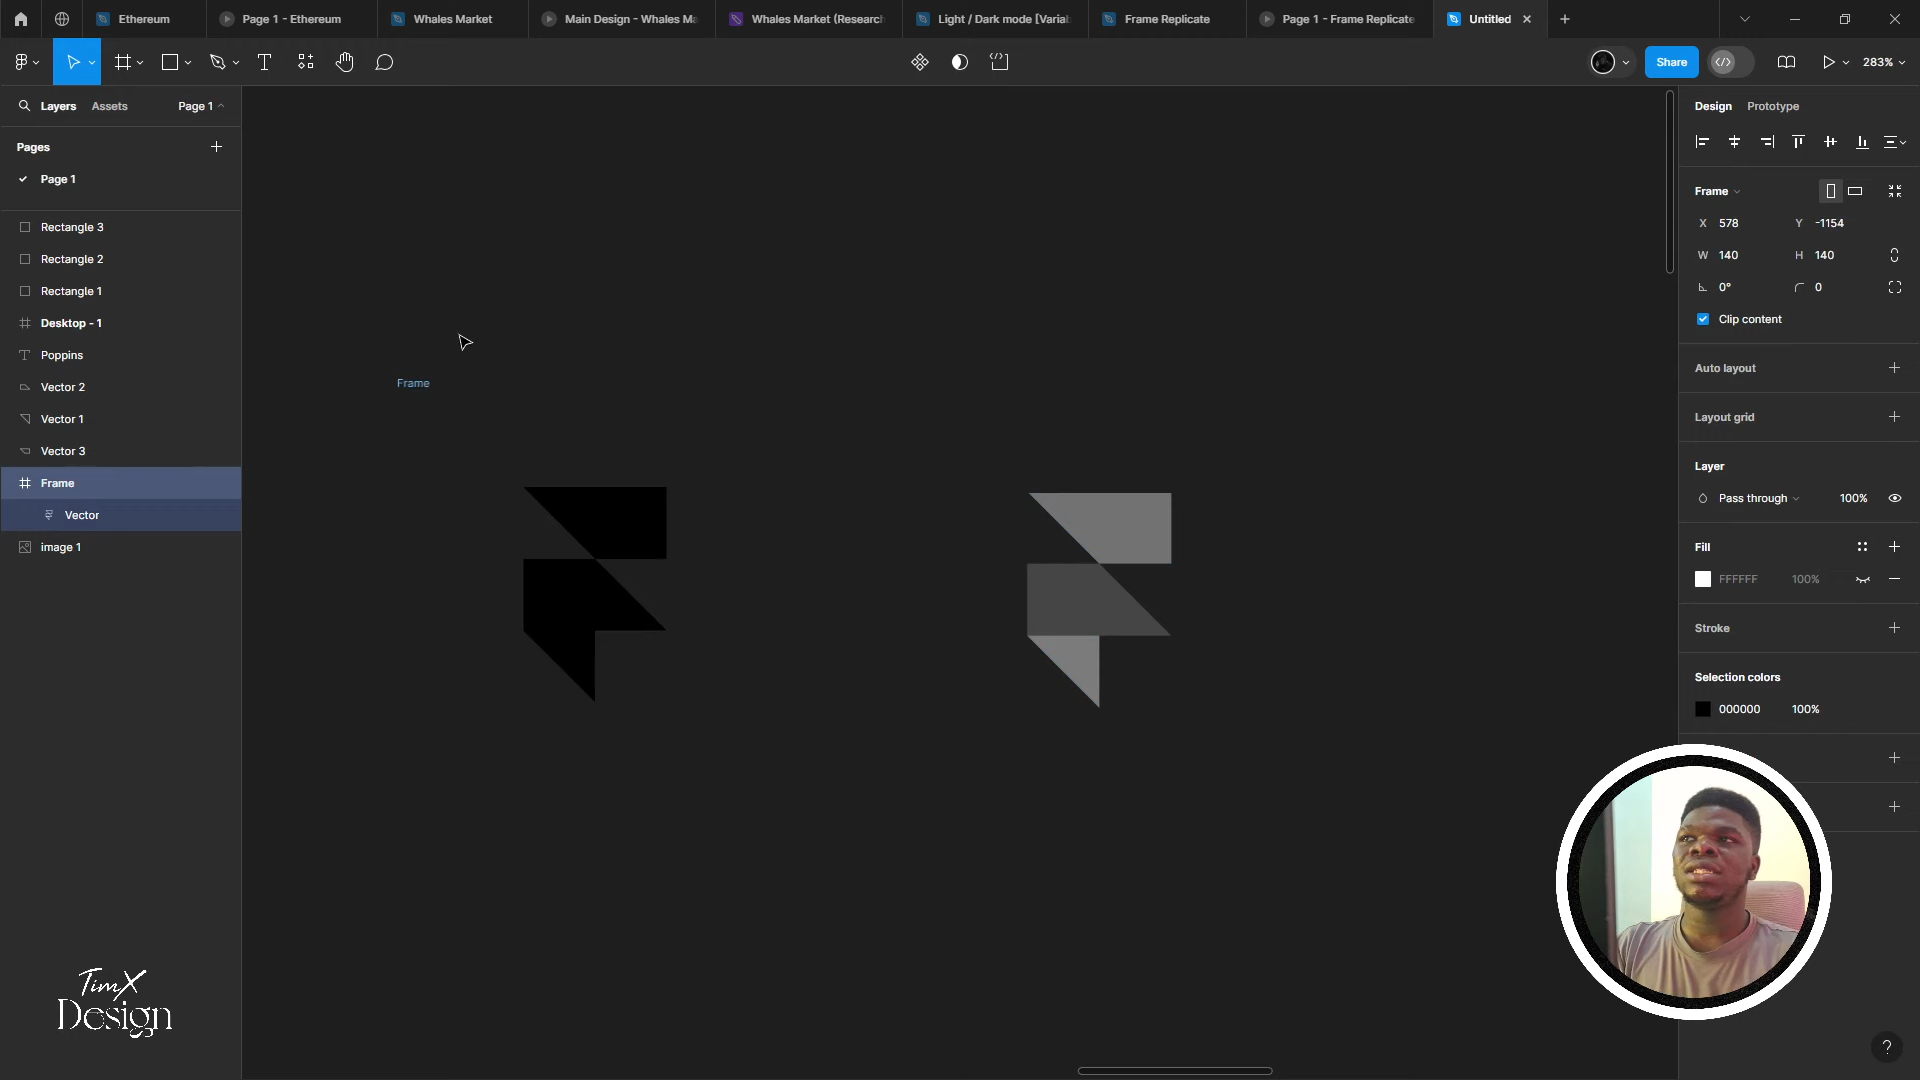 Ethereum
Page 1 - Ethereum
Whales Market
Main Design - Whales Ma
Whales Market (Research
Light / Dark mode [Varia
Frame Replicate
Page 1 - Frame Replicate
Untitled
Share
283%
Layers
Assets
Page 1
Pages
Page 1
Rectangle 3
Rectangle 2
Rectangle 1
Desktop - 1
Poppins
Vector 2
Vector 1
Vector 3
Frame
Vector
image 1
Frame
Design
Prototype
Frame
X 578
Y -1154
W 140
H 140
0°
0
Clip content
Auto layout
Layout grid
Layer
Pass through
100%
Fill
FFFFFF
100%
Stroke
Selection colors
000000
100%
TimX
Design
?